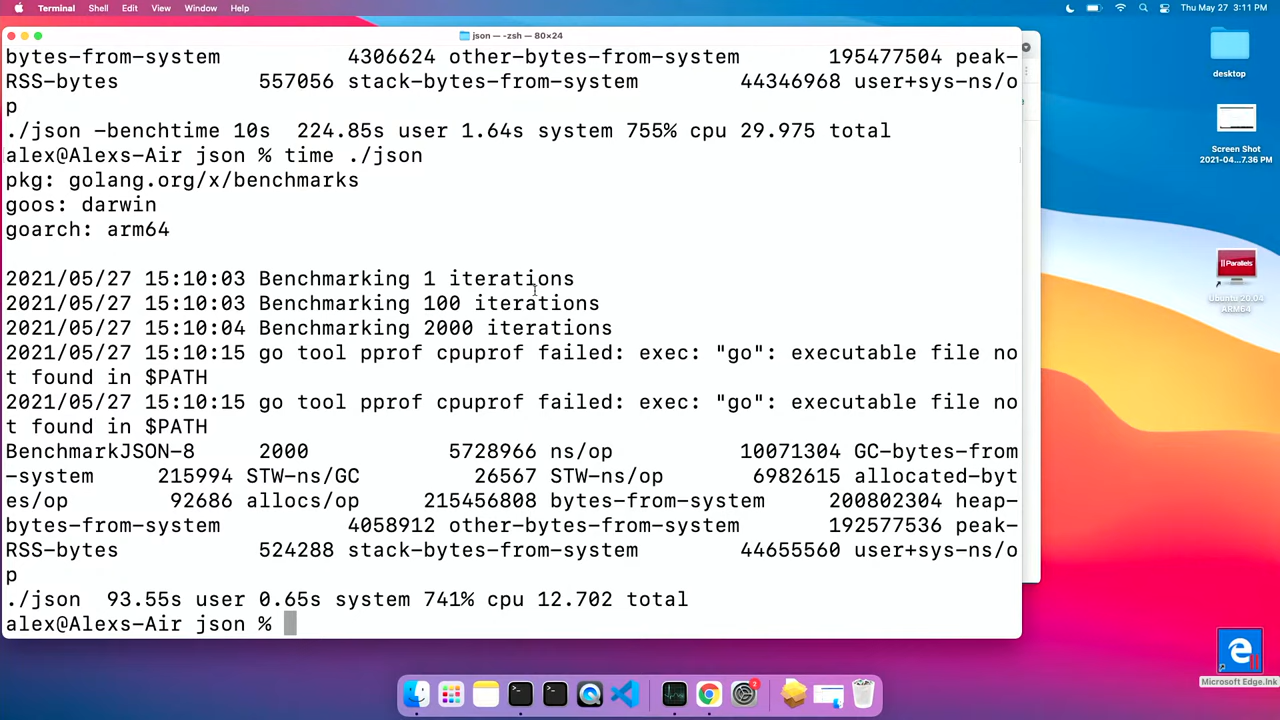 Terminal Shell Edit View Window Help Thu May 27 3:11 PM
json — -zsh — 80×24
bytes-from-system 4306624 other-bytes-from-system 195477504 peak-
RSS-bytes 557056 stack-bytes-from-system 44346968 user+sys-ns/o
p
./json -benchtime 10s 224.85s user 1.64s system 755% cpu 29.975 total
alex@Alexs-Air json % time ./json
pkg: golang.org/x/benchmarks
goos: darwin
goarch: arm64
2021/05/27 15:10:03 Benchmarking 1 iterations
2021/05/27 15:10:03 Benchmarking 100 iterations
2021/05/27 15:10:04 Benchmarking 2000 iterations
2021/05/27 15:10:15 go tool pprof cpuprof failed: exec: "go": executable file no
t found in $PATH
2021/05/27 15:10:15 go tool pprof cpuprof failed: exec: "go": executable file no
t found in $PATH
BenchmarkJSON-8 2000 5728966 ns/op 10071304 GC-bytes-from
-system 215994 STW-ns/GC 26567 STW-ns/op 6982615 allocated-byt
es/op 92686 allocs/op 215456808 bytes-from-system 200802304 heap-
bytes-from-system 4058912 other-bytes-from-system 192577536 peak-
RSS-bytes 524288 stack-bytes-from-system 44655560 user+sys-ns/o
p
./json 93.55s user 0.65s system 741% cpu 12.702 total
alex@Alexs-Air json %
desktop
Screen Shot
2021-04...7.36 PM
Parallels
Ubuntu 20.04
ARM64
Microsoft Edge.lnk